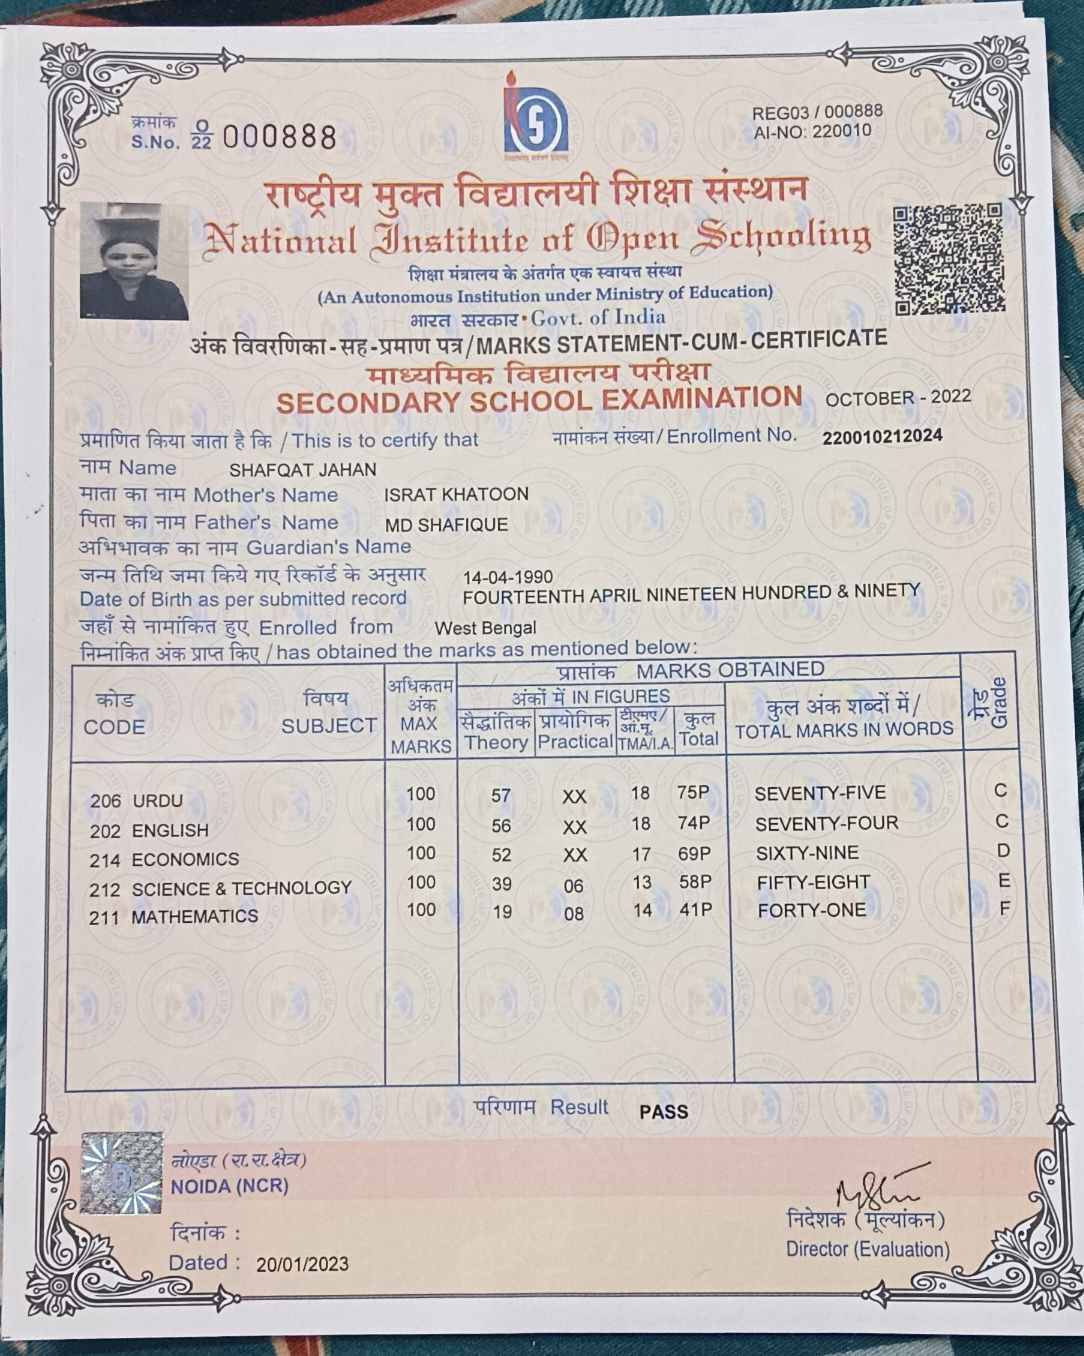 क्रमांक
S.No. O/22 000888
REG03 / 000888
AI-NO: 220010
राष्ट्रीय मुक्त विद्यालयी शिक्षा संस्थान
National Institute of Open Schooling
शिक्षा मंत्रालय के अंतर्गत एक स्वायत्त संस्था
(An Autonomous Institution under Ministry of Education)
भारत सरकार • Govt. of India
अंक विवरणिका - सह - प्रमाण पत्र / MARKS STATEMENT-CUM- CERTIFICATE
माध्यमिक विद्यालय परीक्षा
SECONDARY SCHOOL EXAMINATION OCTOBER - 2022
प्रमाणित किया जाता है कि / This is to certify that नामांकन संख्या / Enrollment No. 220010212024
नाम Name SHAFQAT JAHAN
माता का नाम Mother's Name ISRAT KHATOON
पिता का नाम Father's Name MD SHAFIQUE
अभिभावक का नाम Guardian's Name
जन्म तिथि जमा किये गए रिकॉर्ड के अनुसार 14-04-1990
Date of Birth as per submitted record FOURTEENTH APRIL NINETEEN HUNDRED & NINETY
जहाँ से नामांकित हुए Enrolled from West Bengal
निम्नांकित अंक प्राप्त किए / has obtained the marks as mentioned below:
कोड
CODE
विषय
SUBJECT
अधिकतम
अंक
MAX
MARKS
प्राप्तांक MARKS OBTAINED
अंकों में IN FIGURES
सैद्धांतिक
Theory
प्रायोगिक
Practical
टीएमए/
आं.मू.
TMA/I.A.
कुल
Total
कुल अंक शब्दों में /
TOTAL MARKS IN WORDS
ग्रेड
Grade
206 URDU 100 57 XX 18 75P SEVENTY-FIVE C
202 ENGLISH 100 56 XX 18 74P SEVENTY-FOUR C
214 ECONOMICS 100 52 XX 17 69P SIXTY-NINE D
212 SCIENCE & TECHNOLOGY 100 39 06 13 58P FIFTY-EIGHT E
211 MATHEMATICS 100 19 08 14 41P FORTY-ONE F
परिणाम Result PASS
नोएडा (रा. रा. क्षेत्र)
NOIDA (NCR)
दिनांक :
Dated : 20/01/2023
निदेशक (मूल्यांकन)
Director (Evaluation)